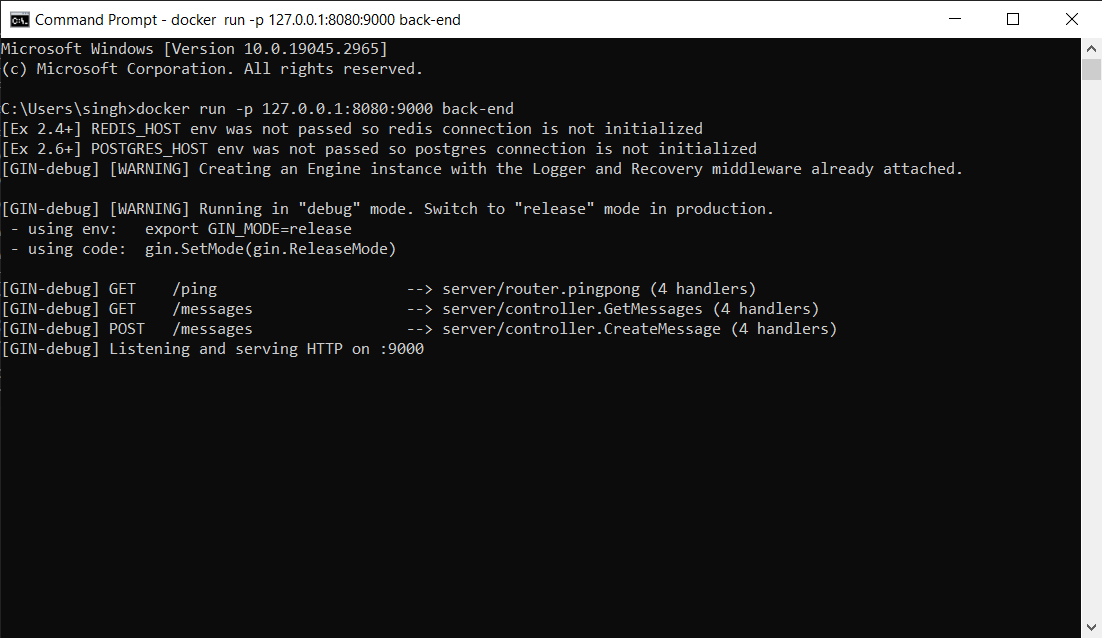 Command Prompt - docker  run -p 127.0.0.1:8080:9000 back-end
Microsoft Windows [Version 10.0.19045.2965]
(c) Microsoft Corporation. All rights reserved.
C:\Users\singh>docker run -p 127.0.0.1:8080:9000 back-end
[Ex 2.4+] REDIS_HOST env was not passed so redis connection is not initialized
[Ex 2.6+] POSTGRES_HOST env was not passed so postgres connection is not initialized
[GIN-debug] [WARNING] Creating an Engine instance with the Logger and Recovery middleware already attached.
[GIN-debug] [WARNING] Running in "debug" mode. Switch to "release" mode in production.
 - using env:   export GIN_MODE=release
 - using code:  gin.SetMode(gin.ReleaseMode)
[GIN-debug] GET    /ping                     --> server/router.pingpong (4 handlers)
[GIN-debug] GET    /messages                 --> server/controller.GetMessages (4 handlers)
[GIN-debug] POST   /messages                 --> server/controller.CreateMessage (4 handlers)
[GIN-debug] Listening and serving HTTP on :9000